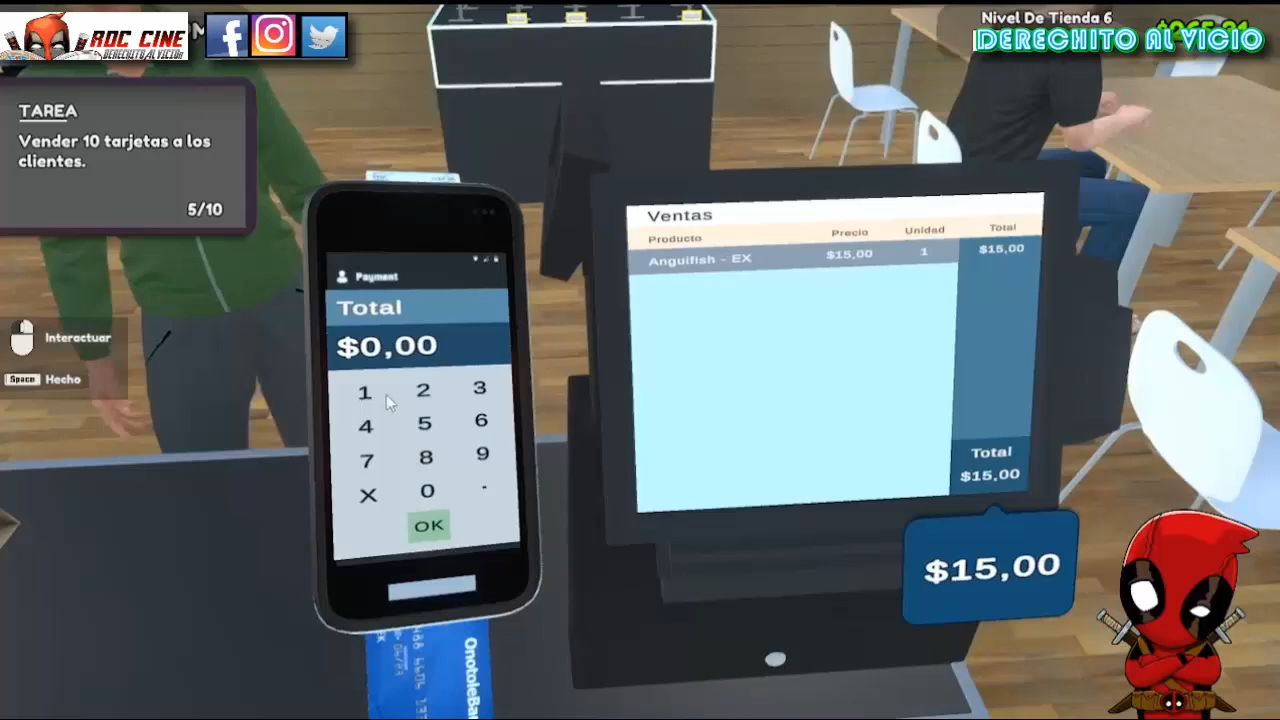 ROC CINE
DERECHITO AL VICIO
Nivel De Tienda 6
DERECHITO AL VICIO
TAREA
Vender 10 tarjetas a los
clientes.
5/10
Interactuar
Space Hecho
Payment
Total
$0,00
1 2 3
4 5 6
7 8 9
X 0 .
OK
Ventas
Producto Precio Unidad Total
Anguifish - EX $15,00 1 $15,00
Total
$15,00
$15,00